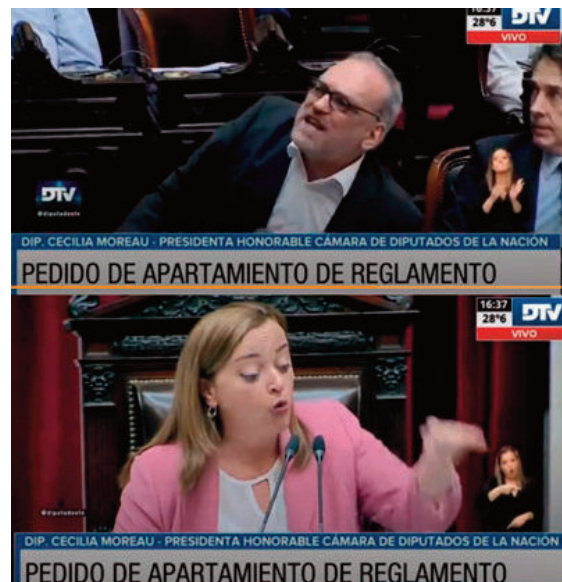 16:37
28°6
DTV
VIVO
DTV
@diputadostv
DIP. CECILIA MOREAU - PRESIDENTA HONORABLE CÁMARA DE DIPUTADOS DE LA NACIÓN
PEDIDO DE APARTAMIENTO DE REGLAMENTO
16:37
28°6
DTV
VIVO
@diputadostv
DIP. CECILIA MOREAU - PRESIDENTA HONORABLE CÁMARA DE DIPUTADOS DE LA NACIÓN
PEDIDO DE APARTAMIENTO DE REGLAMENTO